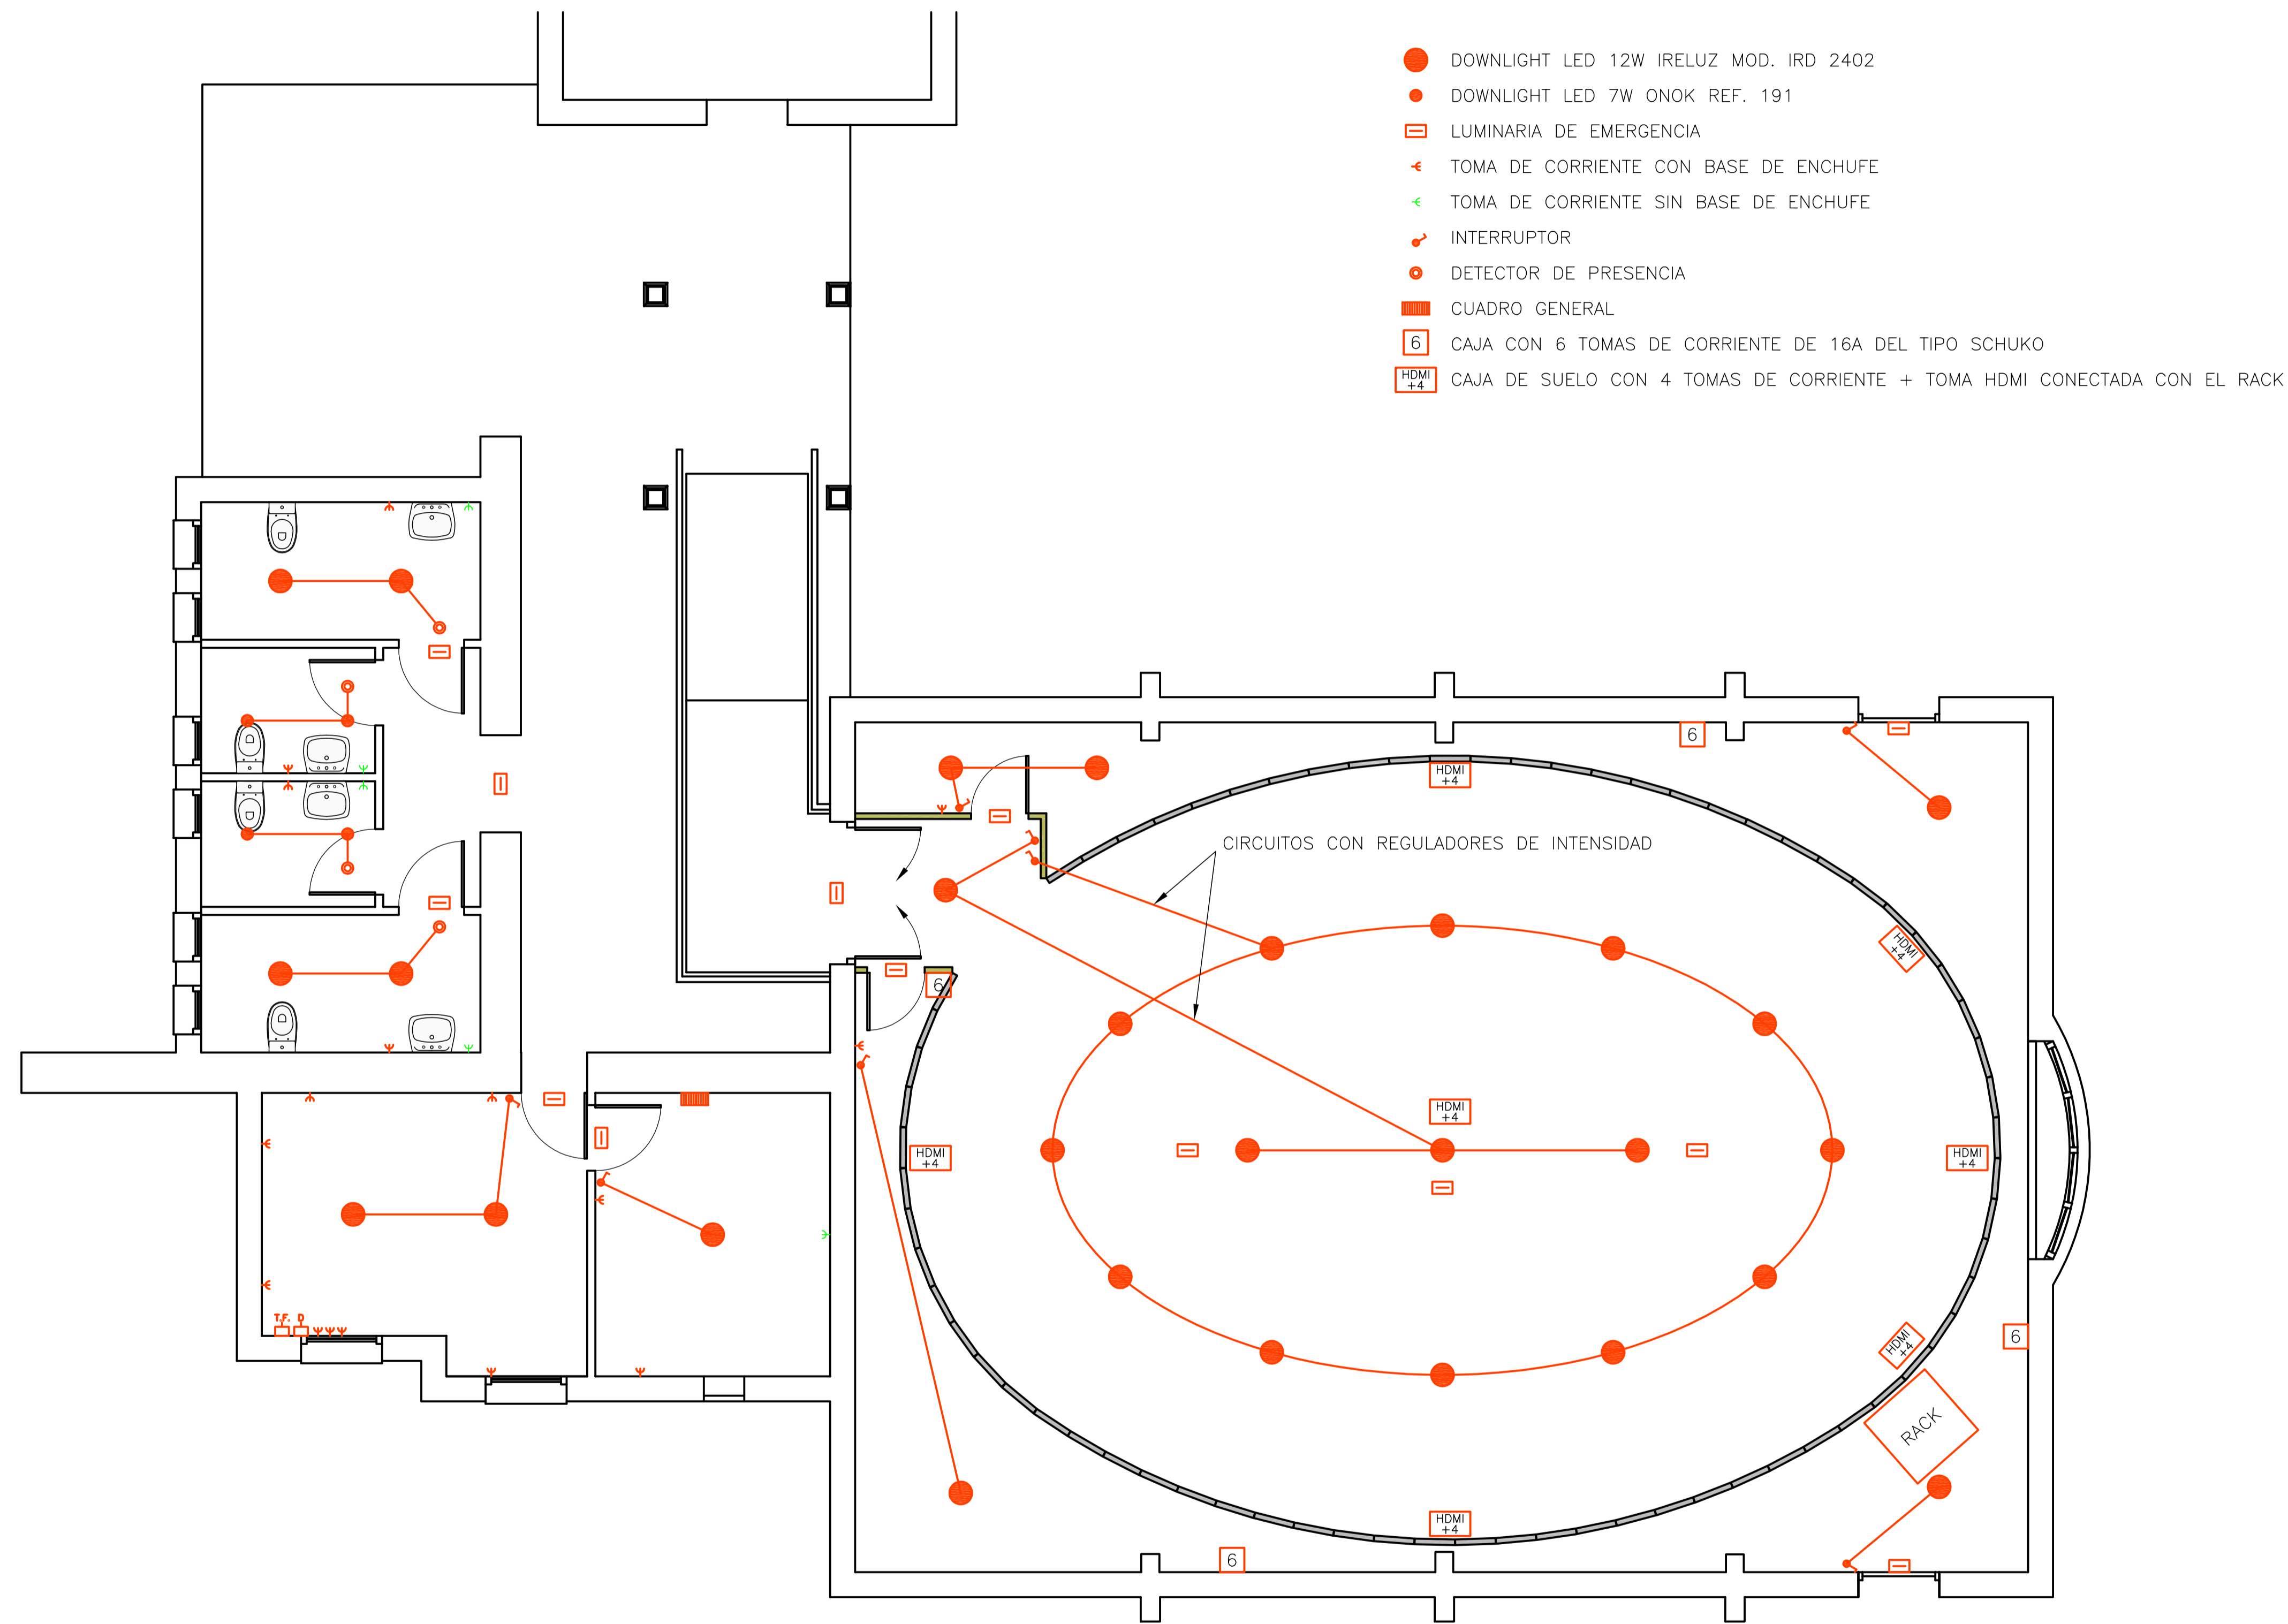 DOWNLIGHT LED 12W IRELUZ MOD. IRD 2402
DOWNLIGHT LED 7W ONOK REF. 191
LUMINARIA DE EMERGENCIA
TOMA DE CORRIENTE CON BASE DE ENCHUFE
TOMA DE CORRIENTE SIN BASE DE ENCHUFE
INTERRUPTOR
DETECTOR DE PRESENCIA
CUADRO GENERAL
6 CAJA CON 6 TOMAS DE CORRIENTE DE 16A DEL TIPO SCHUKO
HDMI
+4
CAJA DE SUELO CON 4 TOMAS DE CORRIENTE + TOMA HDMI CONECTADA CON EL RACK
6
HDMI
+4
CIRCUITOS CON REGULADORES DE INTENSIDAD
HDMI
+4
6
HDMI
+4
HDMI
+4
HDMI
+4
T.F. D
6
HDMI
+4
RACK
HDMI
+4
6